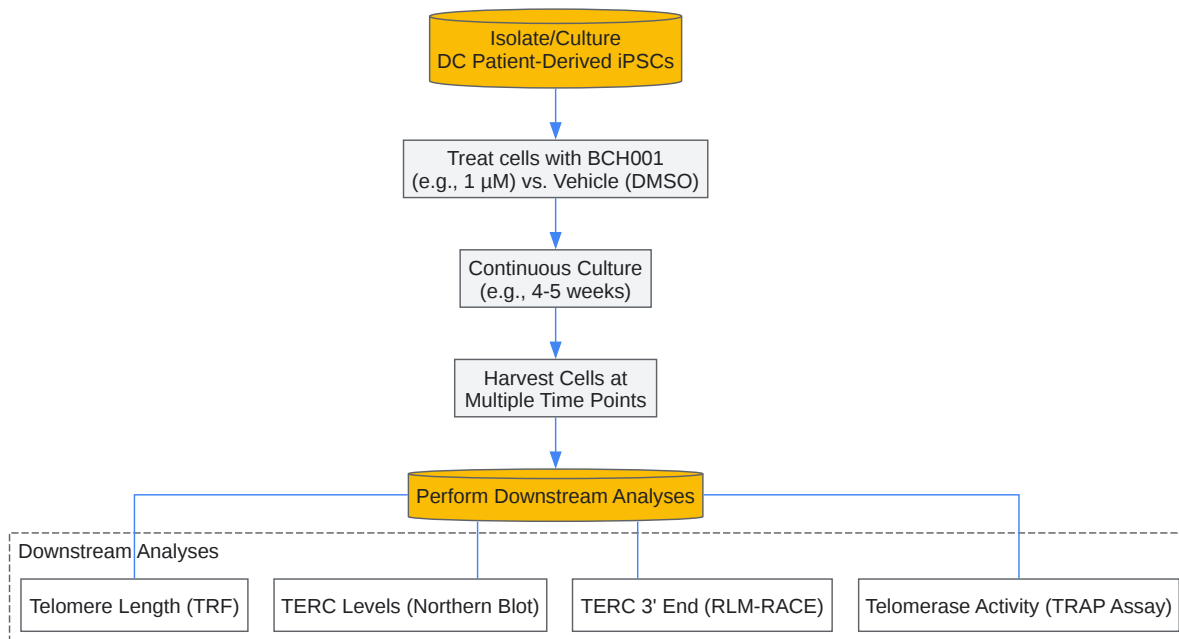 Isolate/Culture
DC Patient-Derived iPSCs
Treat cells with BCH001
(e.g., 1 µM) vs. Vehicle (DMSO)
Continuous Culture
(e.g., 4-5 weeks)
Harvest Cells at
Multiple Time Points
Perform Downstream Analyses
Downstream Analyses
Telomere Length (TRF)
TERC Levels (Northern Blot)
TERC 3' End (RLM-RACE)
Telomerase Activity (TRAP Assay)